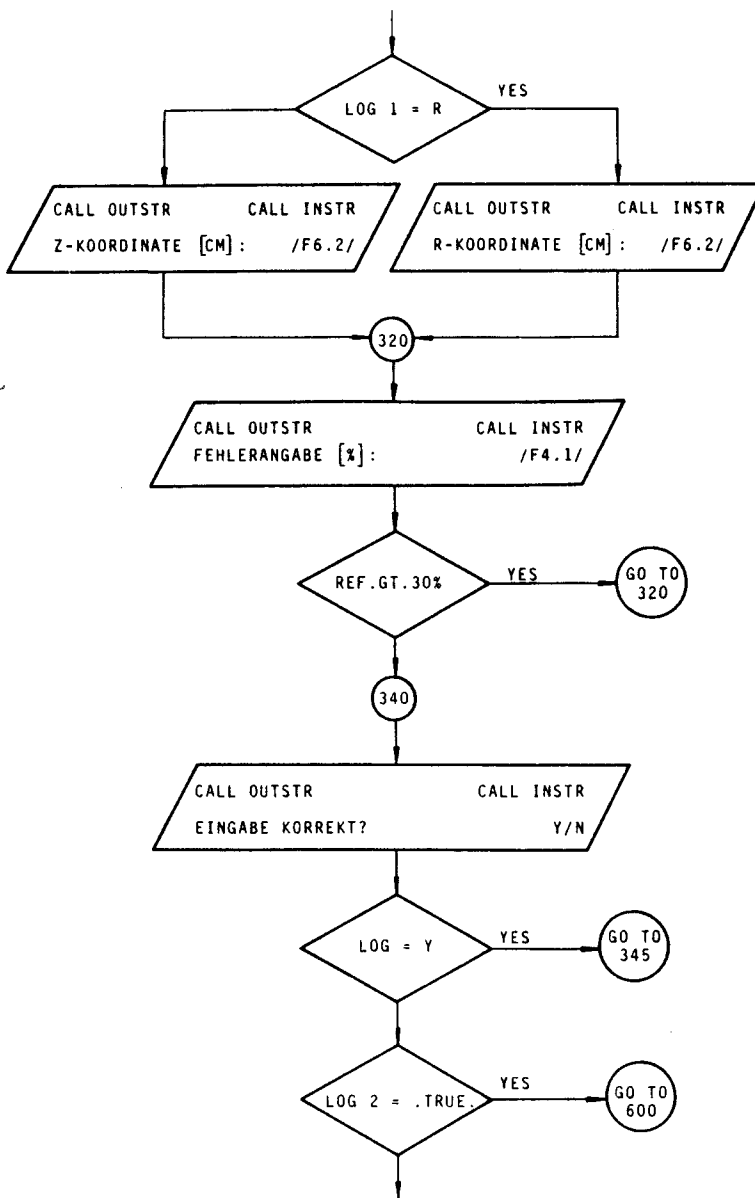 LOG 1 = R
YES
CALL OUTSTR CALL INSTR
Z-KOORDINATE [CM]: /F6.2/
CALL OUTSTR CALL INSTR
R-KOORDINATE [CM]: /F6.2/
320
CALL OUTSTR CALL INSTR
FEHLERANGABE [%]: /F4.1/
REF.GT.30%
YES
GO TO
320
340
CALL OUTSTR CALL INSTR
EINGABE KORREKT? Y/N
LOG = Y
YES
GO TO
345
LOG 2 = .TRUE.
YES
GO TO
600